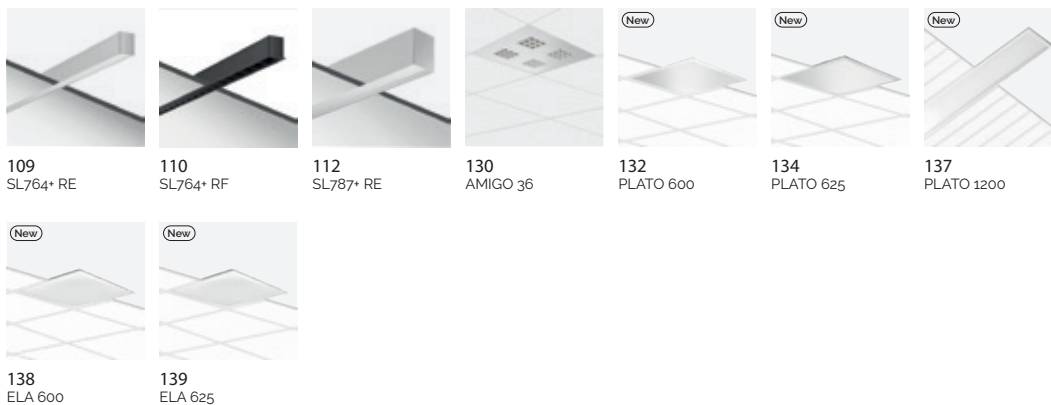 New
New
New
109
SL764+ RE
110
SL764+ RF
112
SL787+ RE
130
AMIGO 36
132
PLATO 600
134
PLATO 625
137
PLATO 1200
New
New
138
ELA 600
139
ELA 625